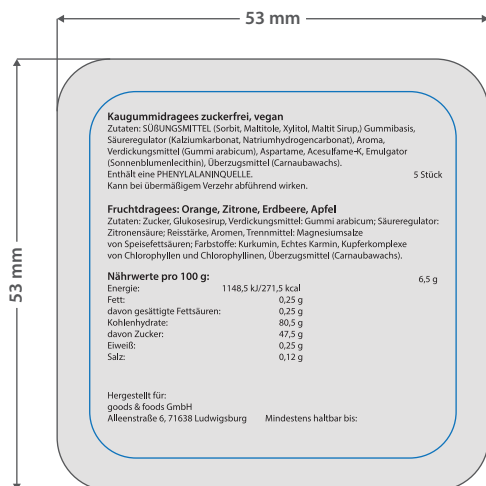 53 mm
53 mm
Kaugummidragees zuckerfrei, vegan
Zutaten: SÜßUNGSMITTEL (Sorbit, Maltitole, Xylitol, Maltit Sirup,) Gummibasis,
Säureregulator (Kalziumkarbonat, Natriumhydrogencarbonat), Aroma,
Verdickungsmittel (Gummi arabicum), Aspartame, Acesulfame-K, Emulgator
(Sonnenblumenlecithin), Überzugsmittel (Carnaubawachs).
Enthält eine PHENYLALANINQUELLE. 5 Stück
Kann bei übermäßigem Verzehr abführend wirken.
Fruchtdragees: Orange, Zitrone, Erdbeere, Apfel
Zutaten: Zucker, Glukosesirup, Verdickungsmittel: Gummi arabicum; Säureregulator:
Zitronensäure; Reisstärke, Aromen, Trennmittel: Magnesiumsalze
von Speisefettsäuren; Farbstoffe: Kurkumin, Echtes Karmin, Kupferkomplexe
von Chlorophyllen und Chlorophyllinen, Überzugsmittel (Carnaubawachs).
Nährwerte pro 100 g: 6,5 g
Energie: 1148,5 kJ/271,5 kcal
Fett: 0,25 g
davon gesättigte Fettsäuren: 0,25 g
Kohlenhydrate: 80,5 g
davon Zucker: 47,5 g
Eiweiß: 0,25 g
Salz: 0,12 g
Hergestellt für:
goods & foods GmbH
Alleenstraße 6, 71638 Ludwigsburg Mindestens haltbar bis: